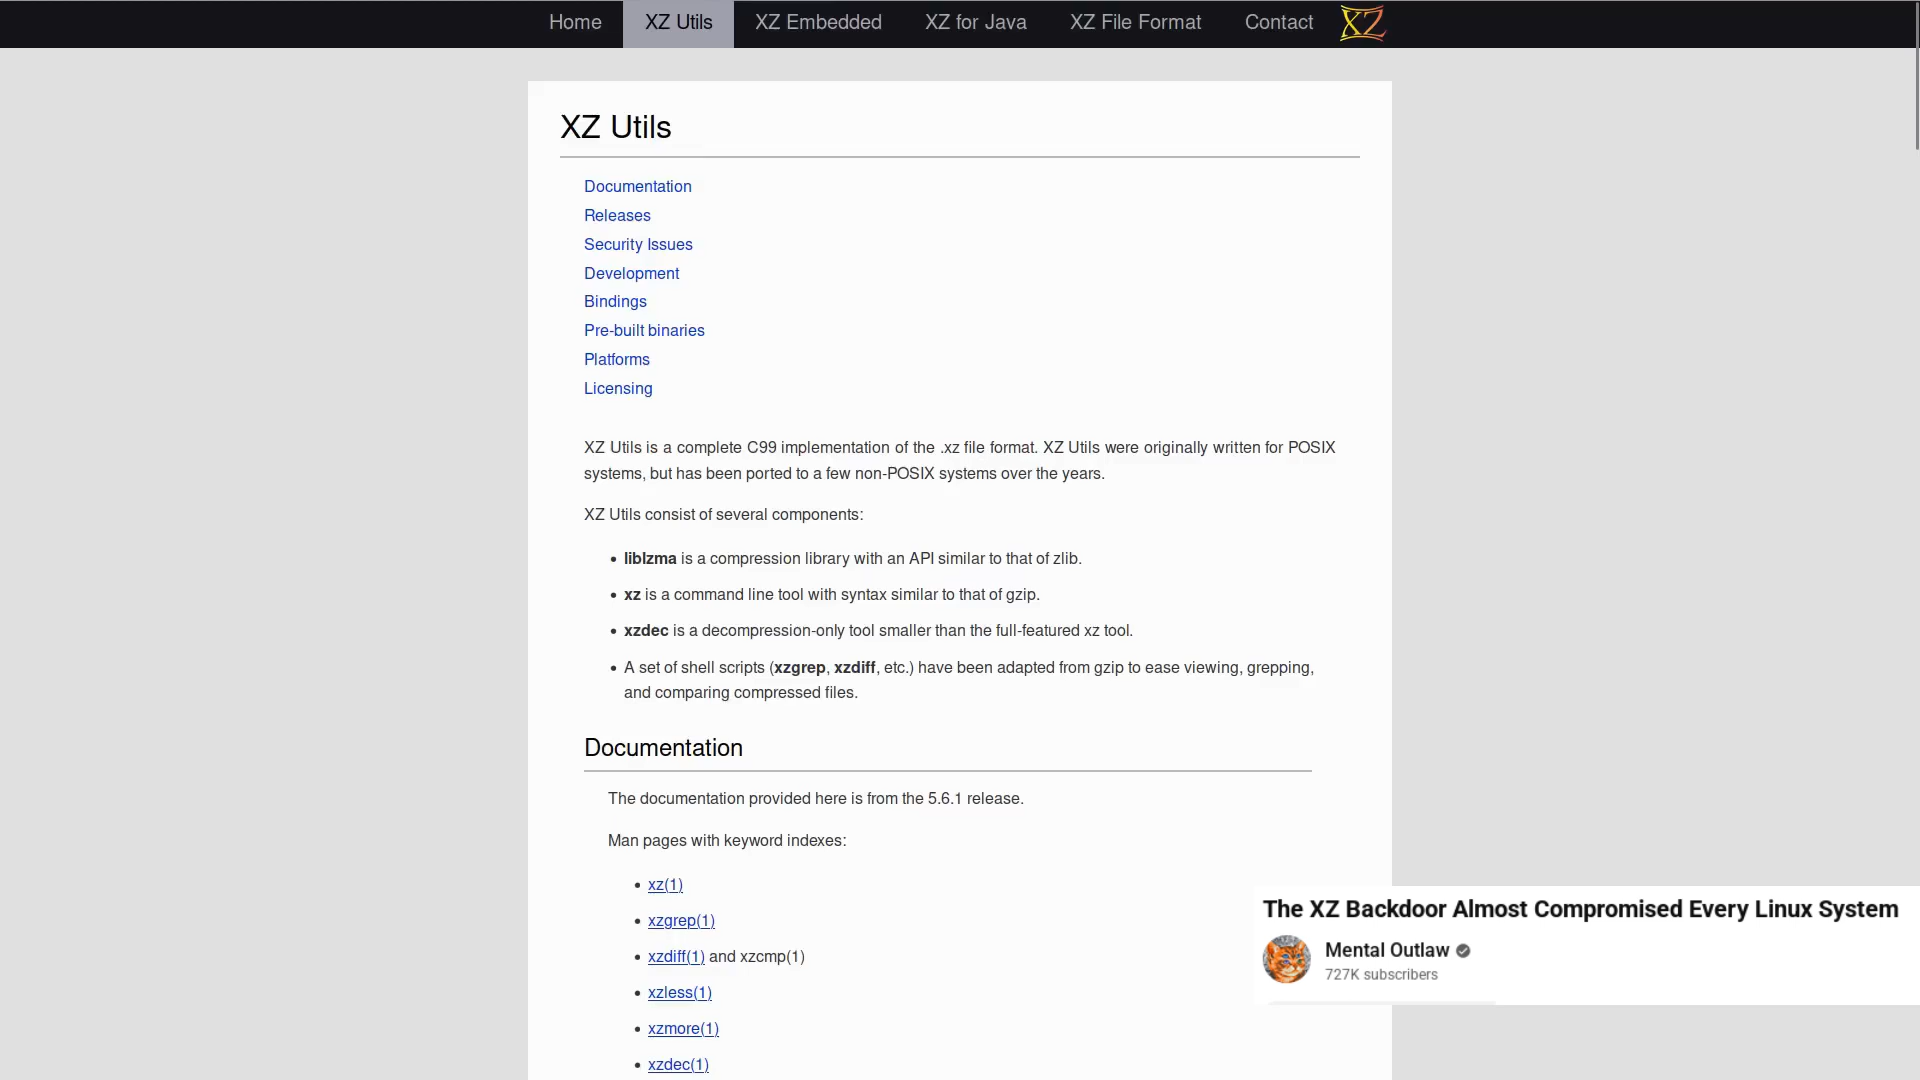 Home XZ Utils XZ Embedded XZ for Java XZ File Format Contact XZ
XZ Utils
Documentation
Releases
Security Issues
Development
Bindings
Pre-built binaries
Platforms
Licensing
XZ Utils is a complete C99 implementation of the .xz file format. XZ Utils were originally written for POSIX
systems, but has been ported to a few non-POSIX systems over the years.
XZ Utils consist of several components:
• liblzma is a compression library with an API similar to that of zlib.
• xz is a command line tool with syntax similar to that of gzip.
• xzdec is a decompression-only tool smaller than the full-featured xz tool.
• A set of shell scripts (xzgrep, xzdiff, etc.) have been adapted from gzip to ease viewing, grepping,
and comparing compressed files.
Documentation
The documentation provided here is from the 5.6.1 release.
Man pages with keyword indexes:
• xz(1)
• xzgrep(1)
• xzdiff(1) and xzcmp(1)
• xzless(1)
• xzmore(1)
• xzdec(1)
The XZ Backdoor Almost Compromised Every Linux System
Mental Outlaw
727K subscribers